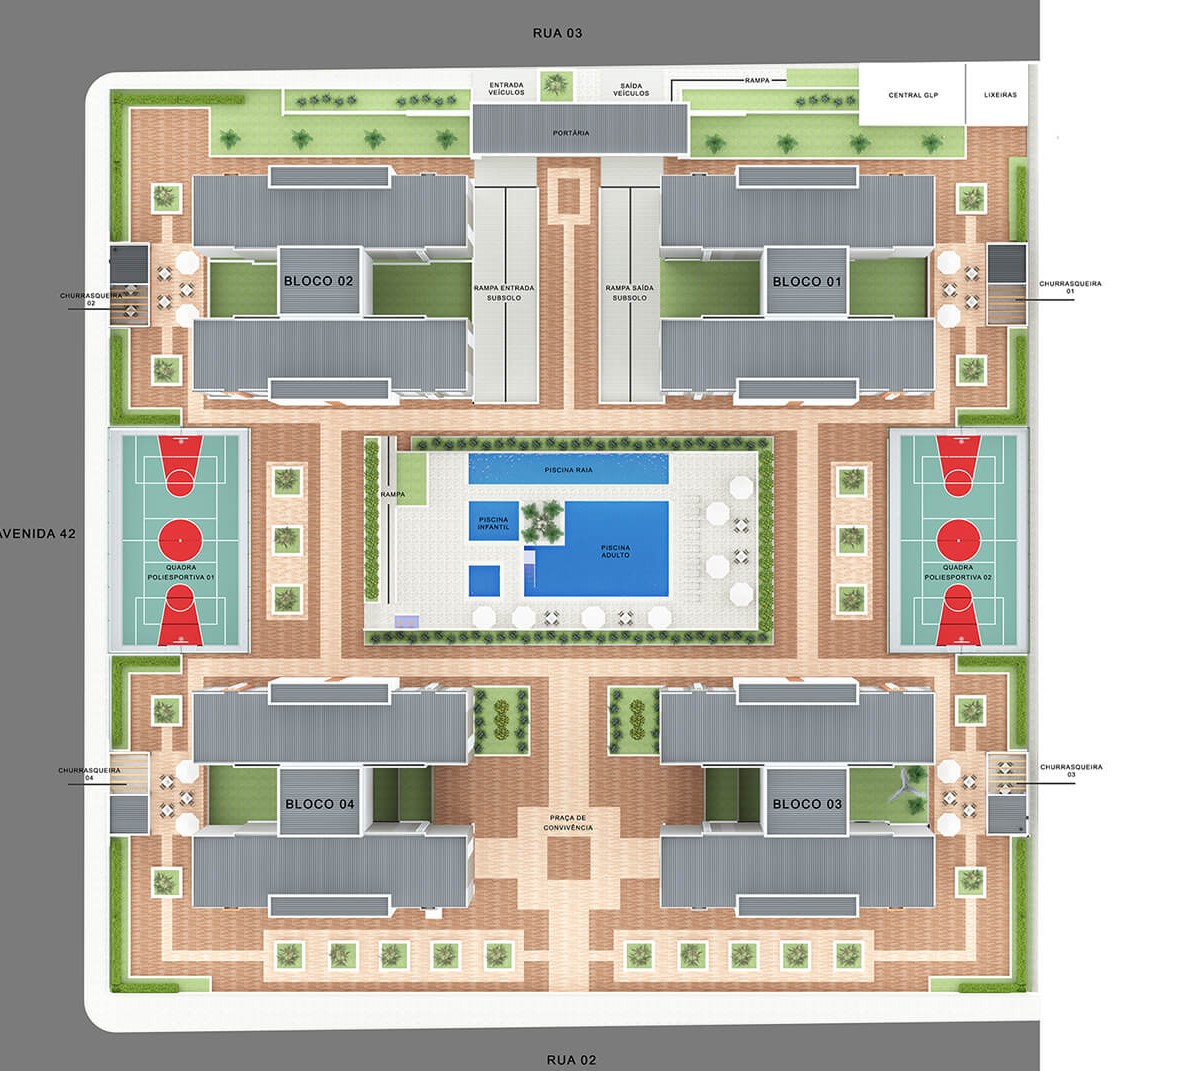 RUA 03
ENTRADA
VEÍCULOS
SAÍDA
VEÍCULOS
RAMPA
CENTRAL GLP
LIXEIRAS
PORTÁRIA
BLOCO 02
BLOCO 01
RAMPA ENTRADA
SUBSOLO
RAMPA SAÍDA
SUBSOLO
CHURRASQUEIRA
02
CHURRASQUEIRA
01
PISCINA RAIA
RAMPA
PISCINA
INFANTIL
PISCINA
ADULTO
AVENIDA 42
QUADRA
POLIESPORTIVA 01
QUADRA
POLIESPORTIVA 02
CHURRASQUEIRA
04
CHURRASQUEIRA
03
BLOCO 04
BLOCO 03
PRAÇA DE
CONVIVÊNCIA
RUA 02